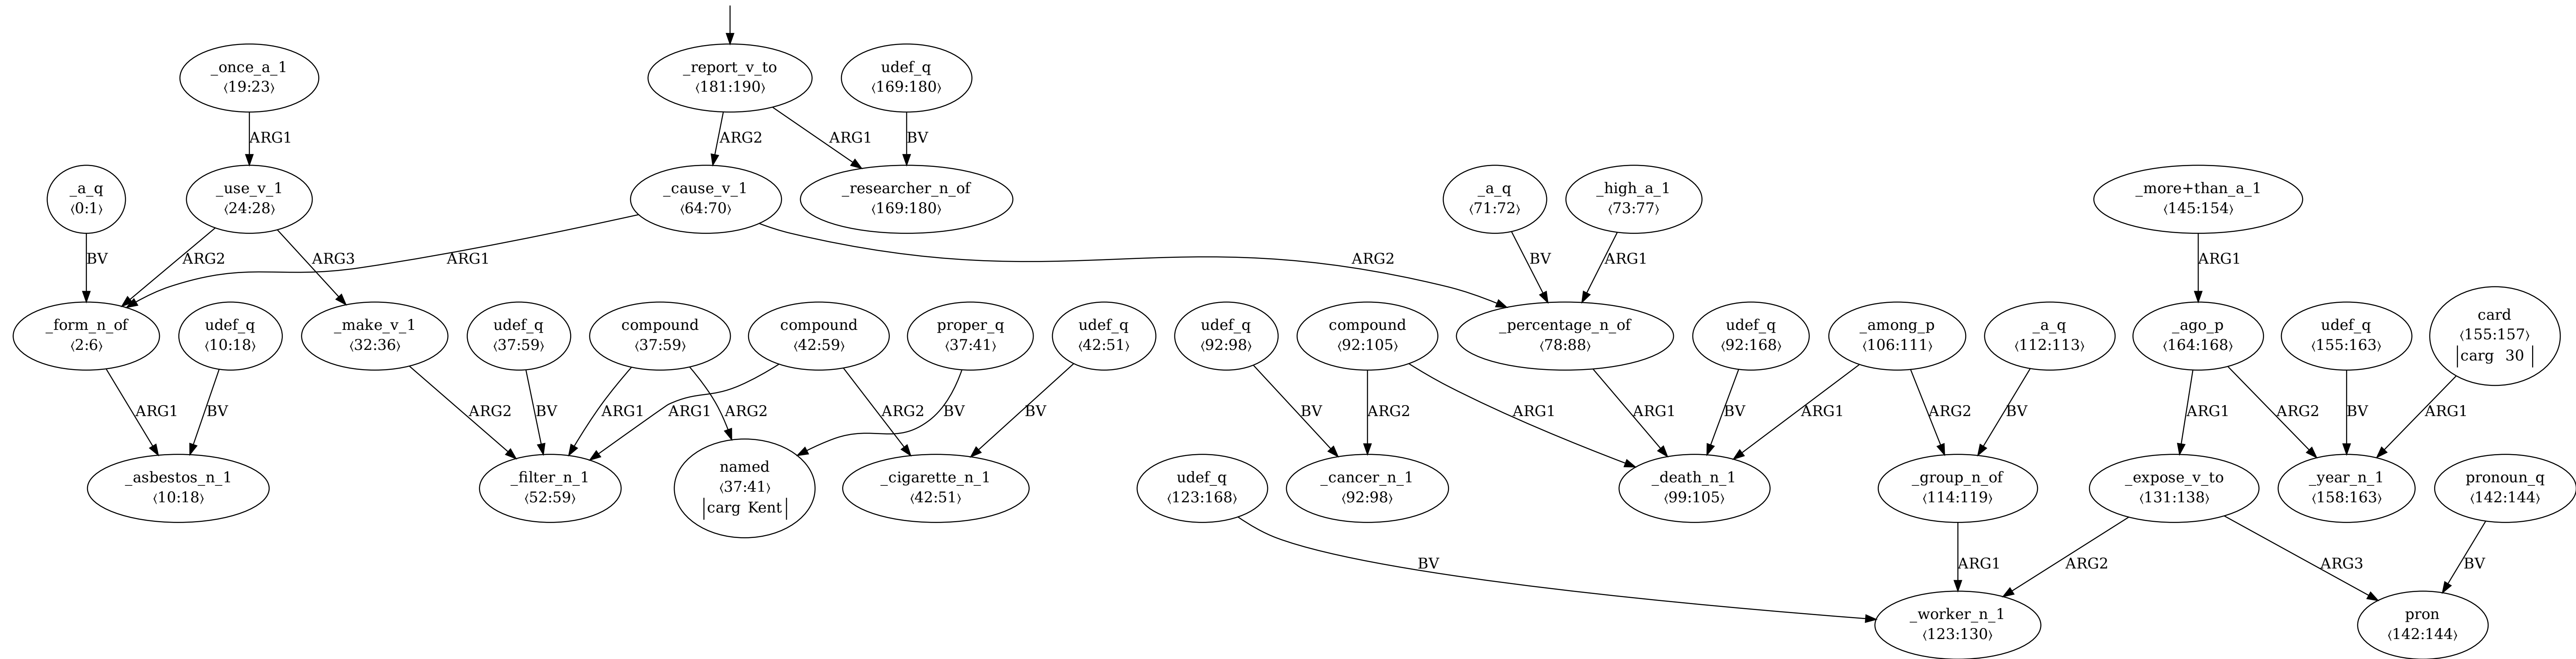 _once_a_1
⟨19:23⟩
_report_v_to
⟨181:190⟩
udef_q
⟨169:180⟩
ARG1
ARG2
ARG1
BV
_a_q
⟨0:1⟩
_use_v_1
⟨24:28⟩
_cause_v_1
⟨64:70⟩
_researcher_n_of
⟨169:180⟩
_a_q
⟨71:72⟩
_high_a_1
⟨73:77⟩
_more+than_a_1
⟨145:154⟩
BV
ARG2
ARG3
ARG1
ARG2
BV
ARG1
ARG1
_form_n_of
⟨2:6⟩
udef_q
⟨10:18⟩
_make_v_1
⟨32:36⟩
udef_q
⟨37:59⟩
compound
⟨37:59⟩
compound
⟨42:59⟩
proper_q
⟨37:41⟩
udef_q
⟨42:51⟩
udef_q
⟨92:98⟩
compound
⟨92:105⟩
_percentage_n_of
⟨78:88⟩
udef_q
⟨92:168⟩
_among_p
⟨106:111⟩
_a_q
⟨112:113⟩
_ago_p
⟨164:168⟩
udef_q
⟨155:163⟩
card
⟨155:157⟩
carg 30
ARG1
BV
ARG2
BV
ARG1
ARG1
ARG2
ARG2
BV
BV
BV
ARG2
ARG1
ARG1
BV
ARG1
ARG2
BV
ARG1
ARG2
BV
ARG1
_asbestos_n_1
⟨10:18⟩
_filter_n_1
⟨52:59⟩
named
⟨37:41⟩
carg Kent
_cigarette_n_1
⟨42:51⟩
udef_q
⟨123:168⟩
_cancer_n_1
⟨92:98⟩
_death_n_1
⟨99:105⟩
_group_n_of
⟨114:119⟩
_expose_v_to
⟨131:138⟩
_year_n_1
⟨158:163⟩
pronoun_q
⟨142:144⟩
BV
ARG1
ARG2
ARG3
BV
_worker_n_1
⟨123:130⟩
pron
⟨142:144⟩